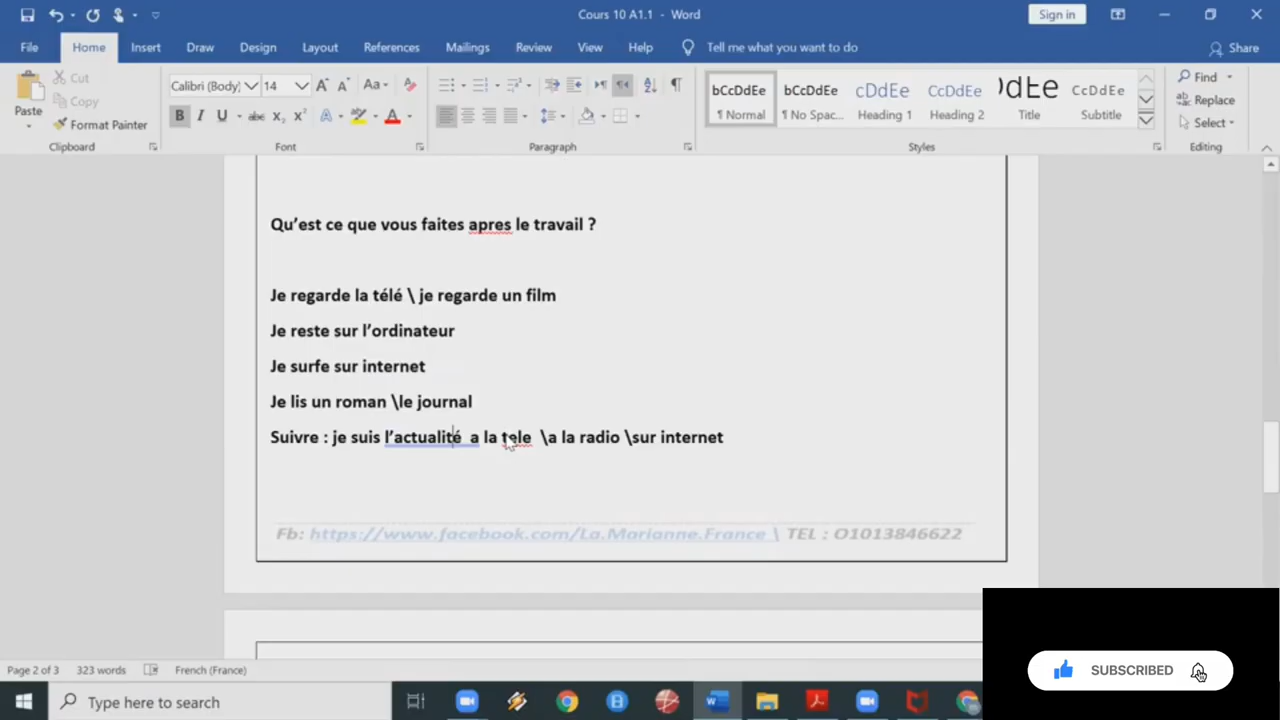 Cours 10 A1.1 - Word
Sign in
File Home Insert Draw Design Layout References Mailings Review View Help Tell me what you want to do Share
Paste
Cut
Copy
Format Painter
Calibri (Body) 14
bCcDdEe bCcDdEe cDdEe CcDdEe CcDdEe
¶ Normal ¶ No Spac... Heading 1 Heading 2 Title Subtitle
Find
Replace
Select
Clipboard Font Paragraph Styles Editing
Qu’est ce que vous faites apres le travail ?
Je regarde la télé \ je regarde un film
Je reste sur l’ordinateur
Je surfe sur internet
Je lis un roman \le journal
Suivre : je suis l’actualité a la tele \a la radio \sur internet
Fb: https://www.facebook.com/La.Marianne.France \ TEL : O1013846622
SUBSCRIBED
Page 2 of 3 323 words French (France)
Type here to search